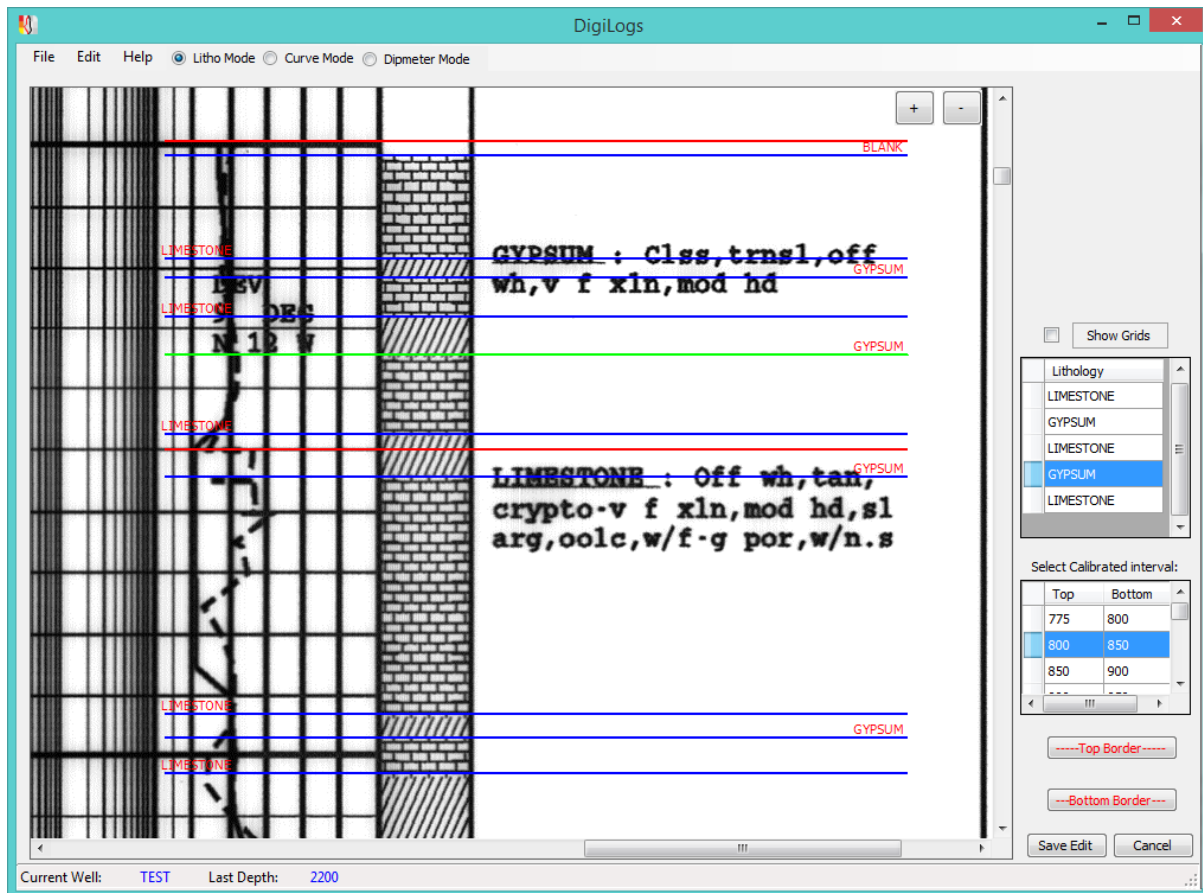 DigiLogs
File Edit Help Litho Mode Curve Mode Dipmeter Mode
+ -
BLANK
LIMESTONE
GYPSUM : Clss,trnsl,off
GYPSUM
wh,v f xln,mod hd
DEV
LIMESTONE
DEG
N 12 W
GYPSUM
LIMESTONE
GYPSUM
LIMESTONE : Off wh,tan,
crypto-v f xln,mod hd,sl
arg,oolc,w/f-g por,w/n.s
LIMESTONE
GYPSUM
LIMESTONE
Show Grids
Lithology
LIMESTONE
GYPSUM
LIMESTONE
GYPSUM
LIMESTONE
Select Calibrated interval:
Top Bottom
775 800
800 850
850 900
-----Top Border-----
---Bottom Border---
Save Edit Cancel
Current Well: TEST Last Depth: 2200